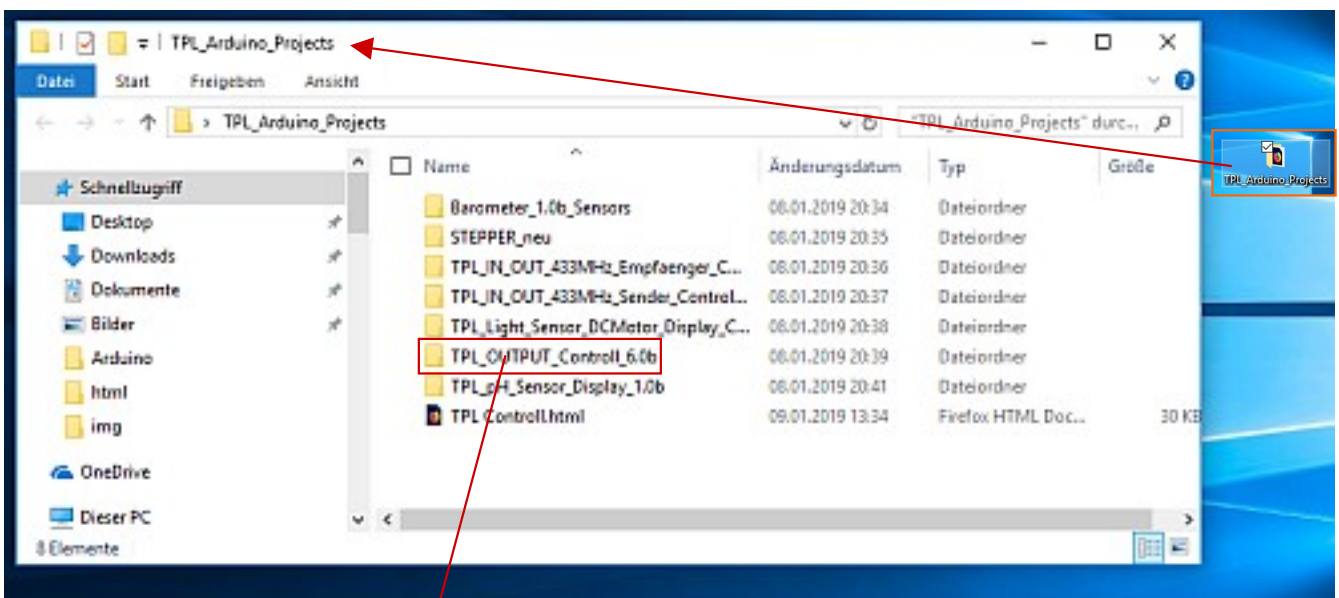 TPL_Arduino_Projects
Datei Start Freigeben Ansicht
TPL_Arduino_Projects "TPL_Arduino_Projects" durc...
Name Änderungsdatum Typ Größe
Schnellzugriff
Desktop
Downloads
Dokumente
Bilder
Arduino
html
img
OneDrive
Dieser PC
Barometer_1.0b_Sensors 08.01.2019 20:34 Dateiordner
STEPPER_neu 08.01.2019 20:35 Dateiordner
TPL_IN_OUT_433MHz_Empfaenger_C... 08.01.2019 20:36 Dateiordner
TPL_IN_OUT_433MHz_Sender_Control... 08.01.2019 20:37 Dateiordner
TPL_Light_Sensor_DCMotor_Display_C... 08.01.2019 20:38 Dateiordner
TPL_OUTPUT_Controll_6.0b 08.01.2019 20:39 Dateiordner
TPL_pH_Sensor_Display_1.0b 08.01.2019 20:41 Dateiordner
TPL Controll.html 09.01.2019 13:34 Firefox HTML Doc... 30 KB
8 Elemente
TPL_Arduino_Projects